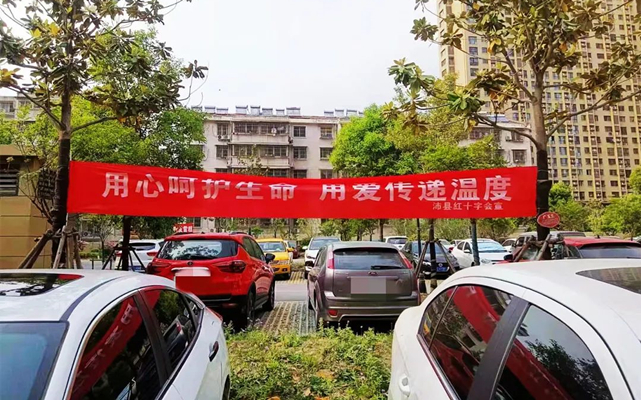 用心呵护生命 用爱传递温度
沛县红十字会宣